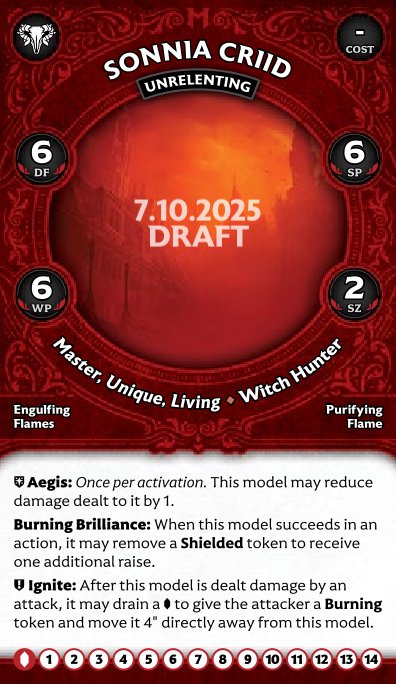 -
COST
SONNIA CRIID
UNRELENTING
6
DF
6
SP
7.10.2025
DRAFT
6
WP
2
SZ
Master, Unique, Living ♦ Witch Hunter
Engulfing
Flames
Purifying
Flame
Aegis: Once per activation. This model may reduce
damage dealt to it by 1.
Burning Brilliance: When this model succeeds in an
action, it may remove a Shielded token to receive
one additional raise.
Ignite: After this model is dealt damage by an
attack, it may drain a to give the attacker a Burning
token and move it 4" directly away from this model.
1 2 3 4 5 6 7 8 9 10 11 12 13 14